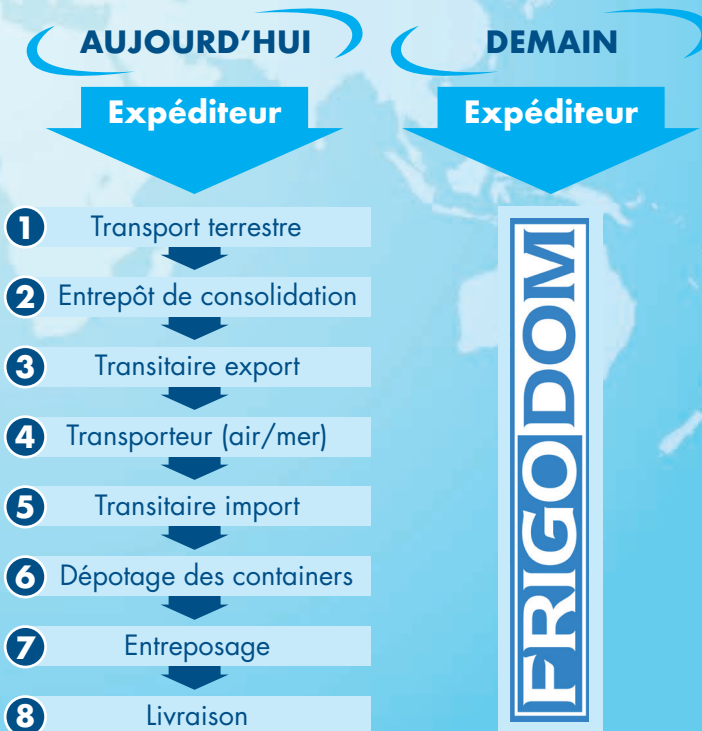 AUJOURD'HUI
Expéditeur
1 Transport terrestre
2 Entrepôt de consolidation
3 Transitaire export
4 Transporteur (air/mer)
5 Transitaire import
6 Dépotage des containers
7 Entreposage
8 Livraison
DEMAIN
Expéditeur
FRIGODOM